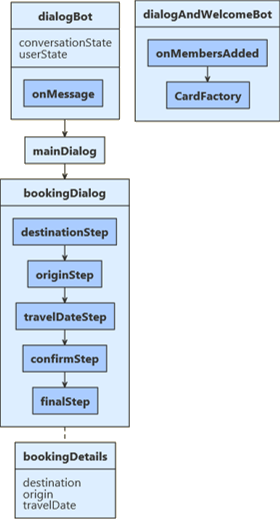 dialogBot
conversationState
userState
onMessage
mainDialog
bookingDialog
destinationStep
originStep
travelDateStep
confirmStep
finalStep
bookingDetails
destination
origin
travelDate
dialogAndWelcomeBot
onMembersAdded
CardFactory